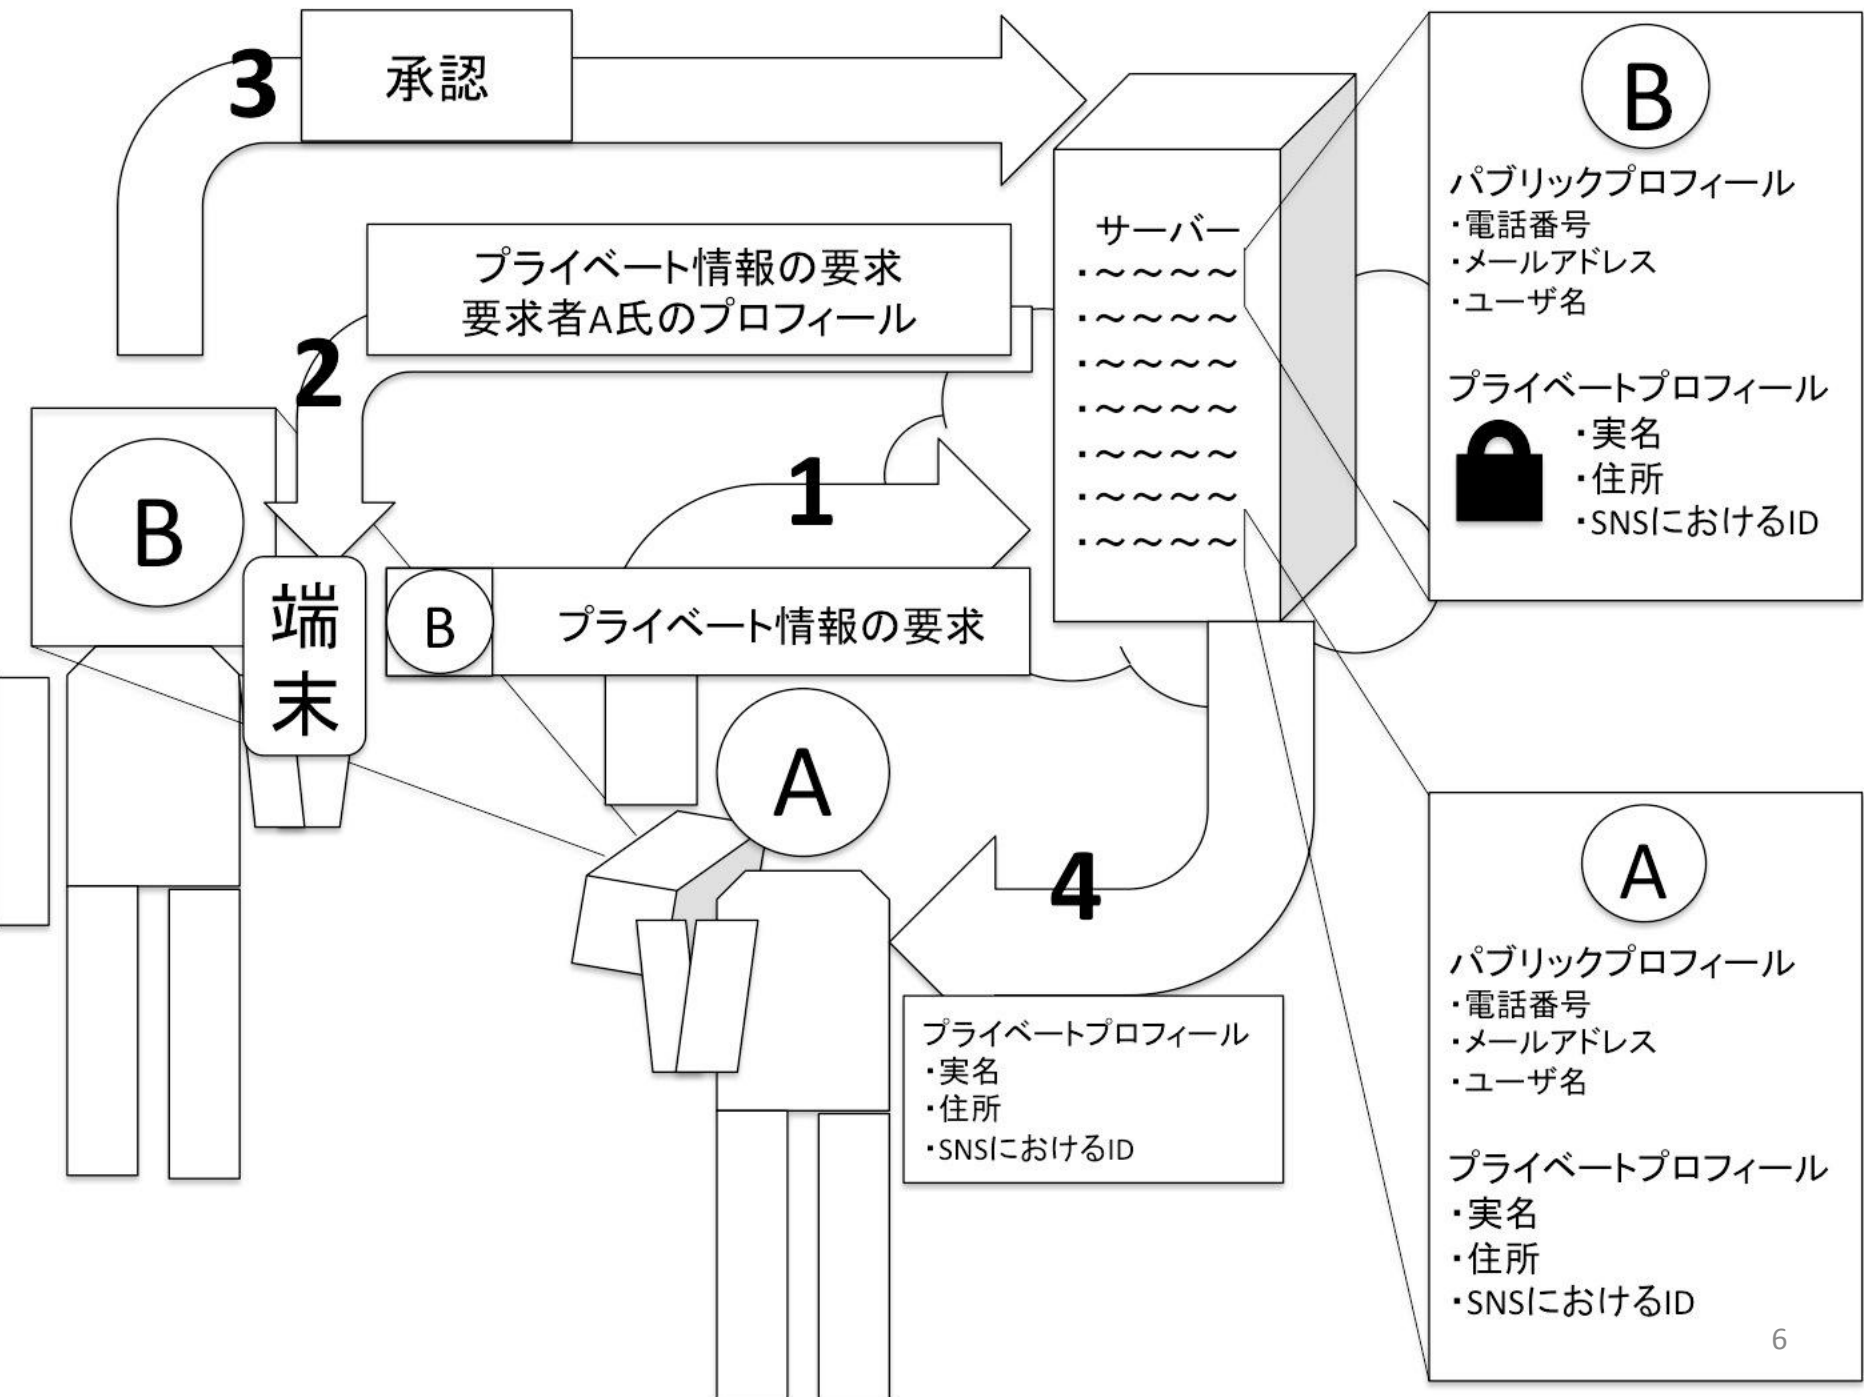 3
承認
サーバー
・～～～～
・～～～～
・～～～～
・～～～～
・～～～～
・～～～～
・～～～～
プライベート情報の要求
要求者A氏のプロフィール
2
1
B
端
末
B
プライベート情報の要求
A
4
プライベートプロフィール
・実名
・住所
・SNSにおけるID
B
パブリックプロフィール
・電話番号
・メールアドレス
・ユーザ名
プライベートプロフィール
・実名
・住所
・SNSにおけるID
A
パブリックプロフィール
・電話番号
・メールアドレス
・ユーザ名
プライベートプロフィール
・実名
・住所
・SNSにおけるID
6